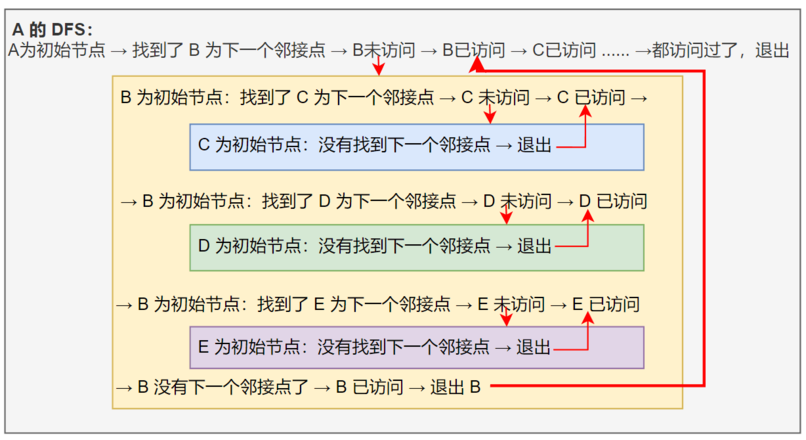 A 的 DFS：
A为初始节点 → 找到了 B 为下一个邻接点 → B未访问 → B已访问 → C已访问 …… →都访问过了，退出
B 为初始节点：找到了 C 为下一个邻接点 → C 未访问 → C 已访问 →
C 为初始节点：没有找到下一个邻接点 → 退出
→ B 为初始节点：找到了 D 为下一个邻接点 → D 未访问 → D 已访问
D 为初始节点：没有找到下一个邻接点 → 退出
→ B 为初始节点：找到了 E 为下一个邻接点 → E 未访问 → E 已访问
E 为初始节点：没有找到下一个邻接点 → 退出
→ B 没有下一个邻接点了 → B 已访问 → 退出 B